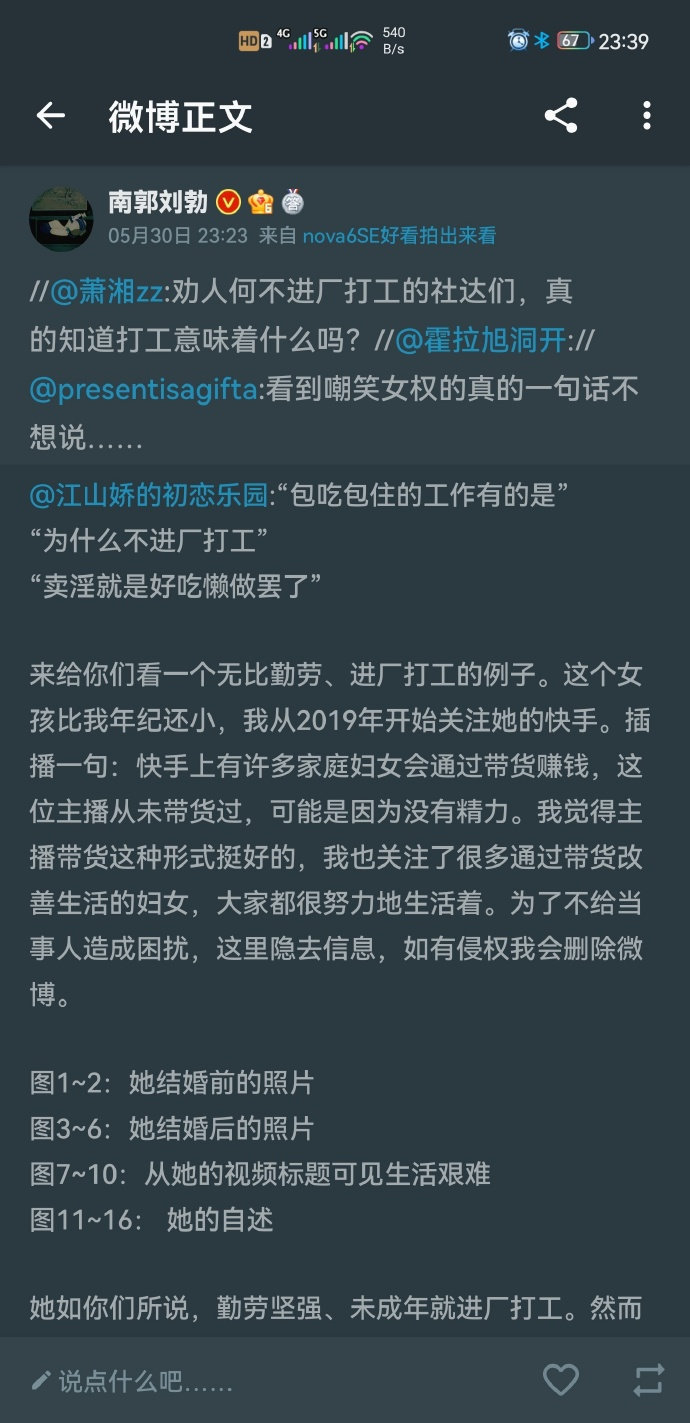 HD 2 4G 5G 540 B/s 67 23:39
微博正文
南郭刘勃
05月30日 23:23 来自 nova6SE好看拍出来看
//@萧湘zz:劝人何不进厂打工的社达们，真
的知道打工意味着什么吗？//@霍拉旭洞开://
@presentisagifta:看到嘲笑女权的真的一句话不
想说……
@江山娇的初恋乐园:“包吃包住的工作有的是”
“为什么不进厂打工”
“卖淫就是好吃懒做罢了”
来给你们看一个无比勤劳、进厂打工的例子。这个女
孩比我年纪还小，我从2019年开始关注她的快手。插
播一句：快手上有许多家庭妇女会通过带货赚钱，这
位主播从未带货过，可能是因为没有精力。我觉得主
播带货这种形式挺好的，我也关注了很多通过带货改
善生活的妇女，大家都很努力地生活着。为了不给当
事人造成困扰，这里隐去信息，如有侵权我会删除微
博。
图1~2：她结婚前的照片
图3~6：她结婚后的照片
图7~10：从她的视频标题可见生活艰难
图11~16： 她的自述
她如你们所说，勤劳坚强、未成年就进厂打工。然而
说点什么吧……